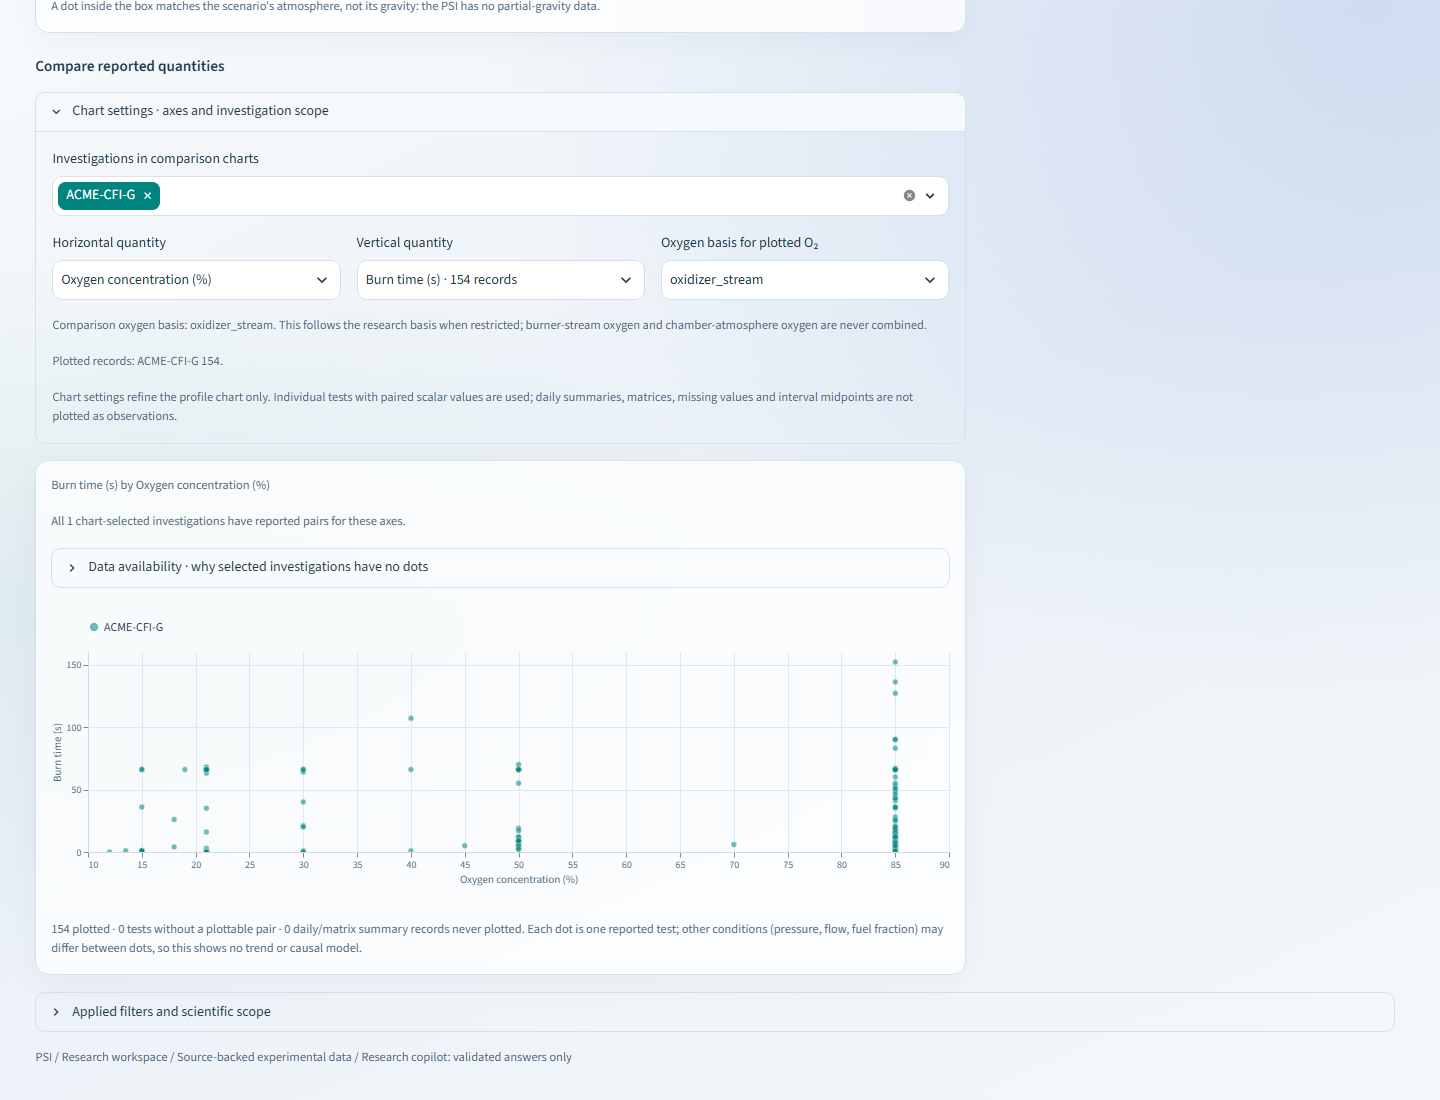 A dot inside the box matches the scenario's atmosphere, not its gravity: the PSI has no partial-gravity data.
Compare reported quantities
Chart settings · axes and investigation scope
Investigations in comparison charts
ACME-CFI-G ×
Horizontal quantity
Vertical quantity
Oxygen basis for plotted O₂
Oxygen concentration (%)
Burn time (s) · 154 records
oxidizer_stream
Comparison oxygen basis: oxidizer_stream. This follows the research basis when restricted; burner-stream oxygen and chamber-atmosphere oxygen are never combined.
Plotted records: ACME-CFI-G 154.
Chart settings refine the profile chart only. Individual tests with paired scalar values are used; daily summaries, matrices, missing values and interval midpoints are not
plotted as observations.
Burn time (s) by Oxygen concentration (%)
All 1 chart-selected investigations have reported pairs for these axes.
Data availability · why selected investigations have no dots
ACME-CFI-G
150
100
50
0
Burn time (s)
10 15 20 25 30 35 40 45 50 55 60 65 70 75 80 85 90
Oxygen concentration (%)
154 plotted · 0 tests without a plottable pair · 0 daily/matrix summary records never plotted. Each dot is one reported test; other conditions (pressure, flow, fuel fraction) may
differ between dots, so this shows no trend or causal model.
Applied filters and scientific scope
PSI / Research workspace / Source-backed experimental data / Research copilot: validated answers only